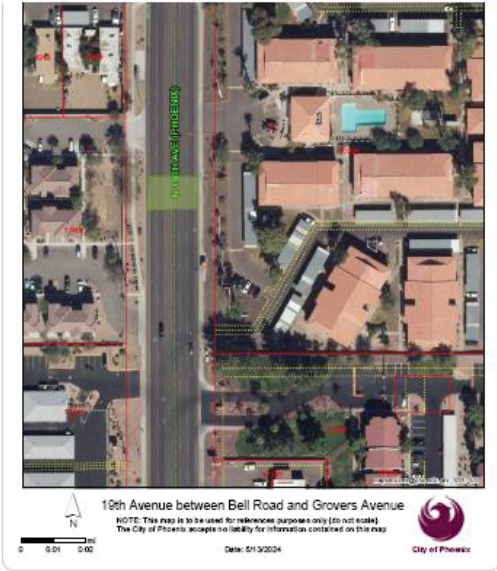 N 19TH AVE (PHOENIX)
19th Avenue between Bell Road and Grovers Avenue
NOTE: This map is to be used for references purposes only (do not scale).
The City of Phoenix accepts no liability for information contained on this map
N
mi
0 0.01 0.02
Date: 5/13/2024
City of Phoenix